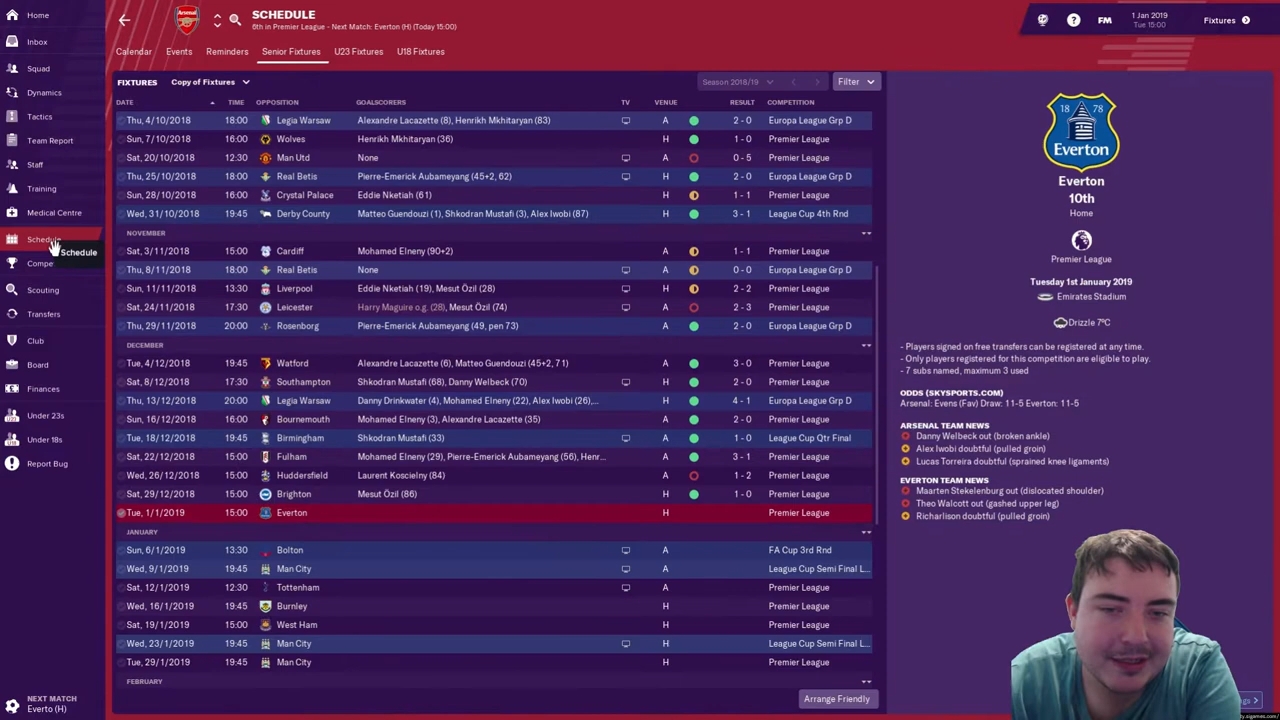 Home
Inbox
Squad
Dynamics
Tactics
Team Report
Staff
Training
Medical Centre
Schedule
Schedule
Scouting
Transfers
Club
Board
Finances
Under 23s
Under 18s
Report Bug
NEXT MATCH
Everto (H)
Arsenal
SCHEDULE
6th in Premier League - Next Match: Everton (H) (Today 15:00)
FM
1 Jan 2019
Tue 15:00
Fixtures
Calendar Events Reminders Senior Fixtures U23 Fixtures U18 Fixtures
FIXTURES Copy of Fixtures Season 2018/19 Filter
DATE TIME OPPOSITION GOALSCORERS TV VENUE RESULT COMPETITION
Thu, 4/10/2018 18:00 Legia Warsaw Alexandre Lacazette (8), Henrikh Mkhitaryan (83) A 2 - 0 Europa League Grp D
Sun, 7/10/2018 16:00 Wolves Henrikh Mkhitaryan (36) H 1 - 0 Premier League
Sat, 20/10/2018 12:30 Man Utd None A 0 - 5 Premier League
Thu, 25/10/2018 18:00 Real Betis Pierre-Emerick Aubameyang (45+2, 62) H 2 - 0 Europa League Grp D
Sun, 28/10/2018 16:00 Crystal Palace Eddie Nketiah (61) H 1 - 1 Premier League
Wed, 31/10/2018 19:45 Derby County Matteo Guendouzi (1), Shkodran Mustafi (3), Alex Iwobi (87) H 3 - 1 League Cup 4th Rnd
NOVEMBER
Sat, 3/11/2018 15:00 Cardiff Mohamed Elneny (90+2) A 1 - 1 Premier League
Thu, 8/11/2018 18:00 Real Betis None A 0 - 0 Europa League Grp D
Sun, 11/11/2018 13:30 Liverpool Eddie Nketiah (19), Mesut Özil (28) H 2 - 2 Premier League
Sat, 24/11/2018 17:30 Leicester Harry Maguire o.g. (28), Mesut Özil (74) A 2 - 3 Premier League
Thu, 29/11/2018 20:00 Rosenborg Pierre-Emerick Aubameyang (49, pen 73) A 2 - 0 Europa League Grp D
DECEMBER
Tue, 4/12/2018 19:45 Watford Alexandre Lacazette (6), Matteo Guendouzi (45+2, 71) A 3 - 0 Premier League
Sat, 8/12/2018 17:30 Southampton Shkodran Mustafi (68), Danny Welbeck (70) H 2 - 0 Premier League
Thu, 13/12/2018 20:00 Legia Warsaw Danny Drinkwater (4), Mohamed Elneny (22), Alex Iwobi (26),... H 4 - 1 Europa League Grp D
Sun, 16/12/2018 15:00 Bournemouth Mohamed Elneny (3), Alexandre Lacazette (35) H 2 - 0 Premier League
Tue, 18/12/2018 19:45 Birmingham Shkodran Mustafi (33) A 1 - 0 League Cup Qtr Final
Sat, 22/12/2018 15:00 Fulham Mohamed Elneny (29), Pierre-Emerick Aubameyang (56), Henr... A 3 - 1 Premier League
Wed, 26/12/2018 15:00 Huddersfield Laurent Koscielny (84) A 1 - 2 Premier League
Sat, 29/12/2018 15:00 Brighton Mesut Özil (86) H 1 - 0 Premier League
Tue, 1/1/2019 15:00 Everton H Premier League
JANUARY
Sun, 6/1/2019 13:30 Bolton A FA Cup 3rd Rnd
Wed, 9/1/2019 19:45 Man City A League Cup Semi Final L...
Sat, 12/1/2019 12:30 Tottenham A Premier League
Wed, 16/1/2019 19:45 Burnley H Premier League
Sat, 19/1/2019 15:00 West Ham H Premier League
Wed, 23/1/2019 19:45 Man City H League Cup Semi Final L...
Tue, 29/1/2019 19:45 Man City H Premier League
FEBRUARY
Arrange Friendly
18 78
Everton
Everton
10th
Home
Premier League
Tuesday 1st January 2019
Emirates Stadium
Drizzle 7ºC
- Players signed on free transfers can be registered at any time.
- Only players registered for this competition are eligible to play.
- 7 subs named, maximum 3 used
ODDS (SKYSPORTS.COM)
Arsenal: Evens (Fav) Draw: 11-5 Everton: 11-5
ARSENAL TEAM NEWS
Danny Welbeck out (broken ankle)
Alex Iwobi doubtful (pulled groin)
Lucas Torreira doubtful (sprained knee ligaments)
EVERTON TEAM NEWS
Maarten Stekelenburg out (dislocated shoulder)
Theo Walcott out (gashed upper leg)
Richarlison doubtful (pulled groin)